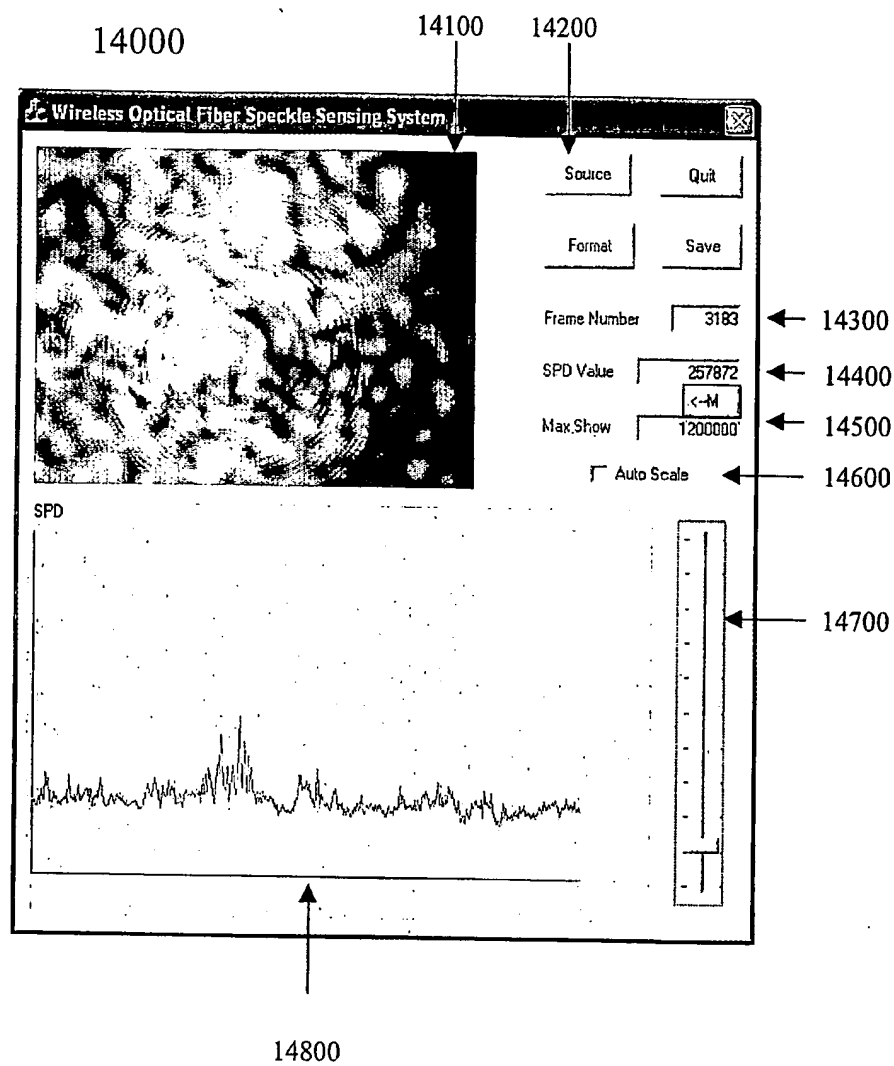 14000
14100
14200
Wireless Optical Fiber Speckle Sensing System
Source
Quit
Format
Save
Frame Number 3183
14300
SPD Value 257872
14400
<--M
Max.Show 1200000
14500
Auto Scale
14600
SPD
14700
14800